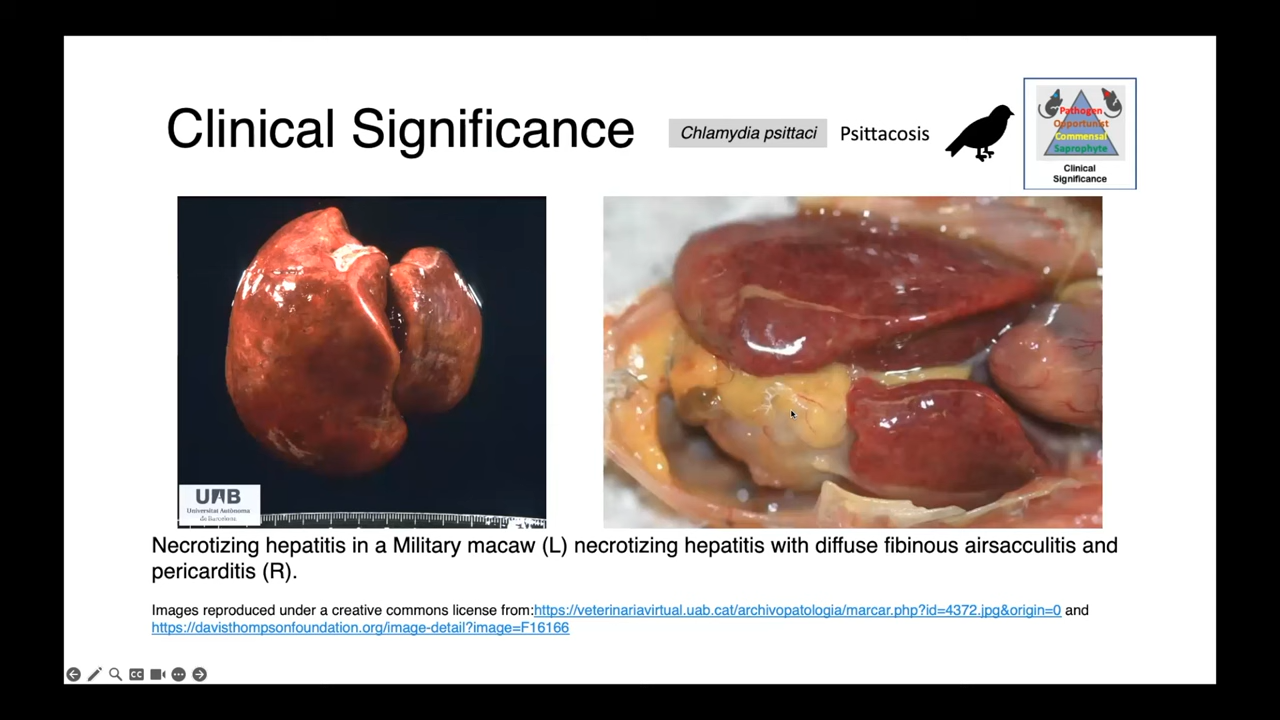 Clinical Significance
Chlamydia psittaci
Psittacosis
Pathogen
Opportunist
Commensal
Saprophyte
Clinical
Significance
UAB
Universitat Autònoma
de Barcelona
Necrotizing hepatitis in a Military macaw (L) necrotizing hepatitis with diffuse fibinous airsacculitis and
pericarditis (R).
Images reproduced under a creative commons license from:https://veterinariavirtual.uab.cat/archivopatologia/marcar.php?id=4372.jpg&origin=0 and
https://davisthompsonfoundation.org/image-detail?image=F16166
CC